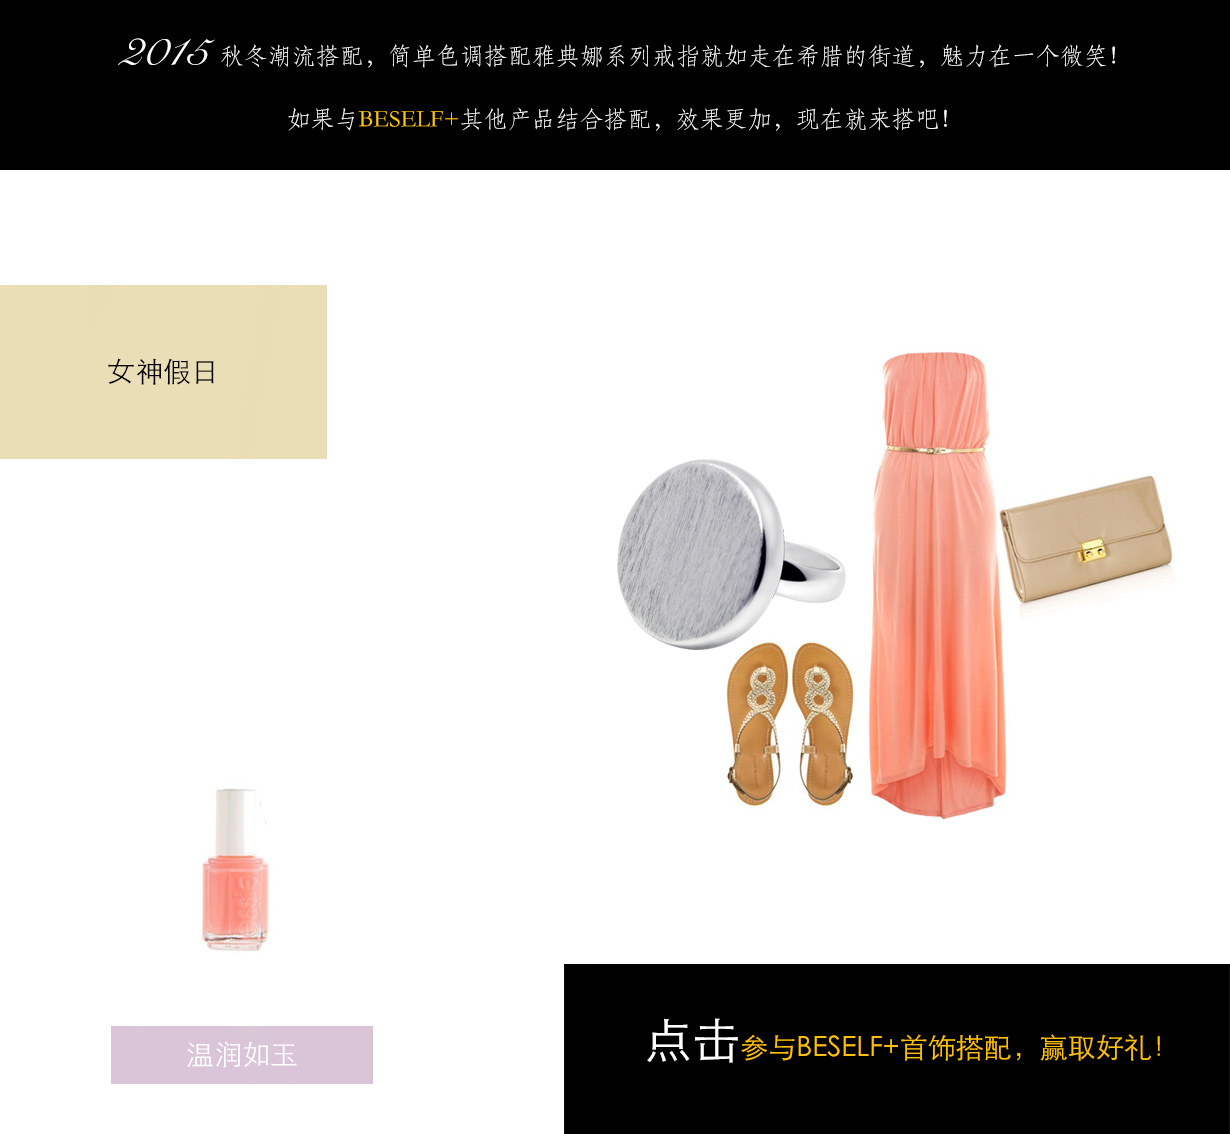 2015 秋冬潮流搭配，简单色调搭配雅典娜系列戒指就如走在希腊的街道，魅力在一个微笑！
如果与BESELF+其他产品结合搭配，效果更加，现在就来搭吧！
女神假日
温润如玉
点击参与BESELF+首饰搭配，赢取好礼！